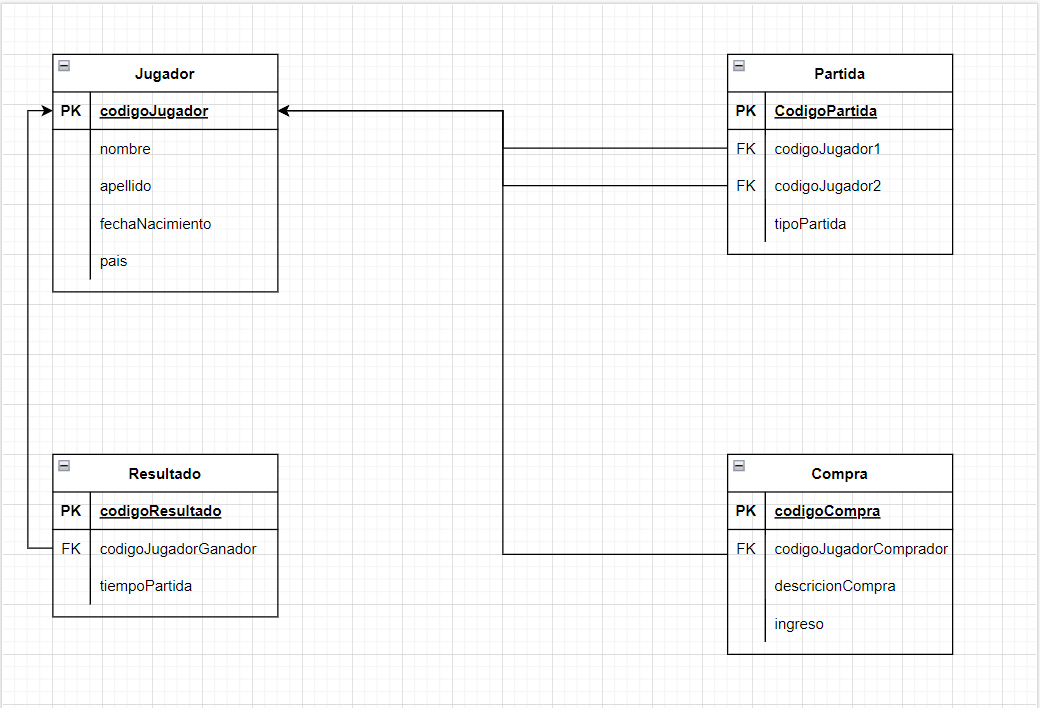 Jugador
PK codigoJugador
nombre
apellido
fechaNacimiento
pais
Partida
PK CodigoPartida
FK codigoJugador1
FK codigoJugador2
tipoPartida
Resultado
PK codigoResultado
FK codigoJugadorGanador
tiempoPartida
Compra
PK codigoCompra
FK codigoJugadorComprador
descricionCompra
ingreso